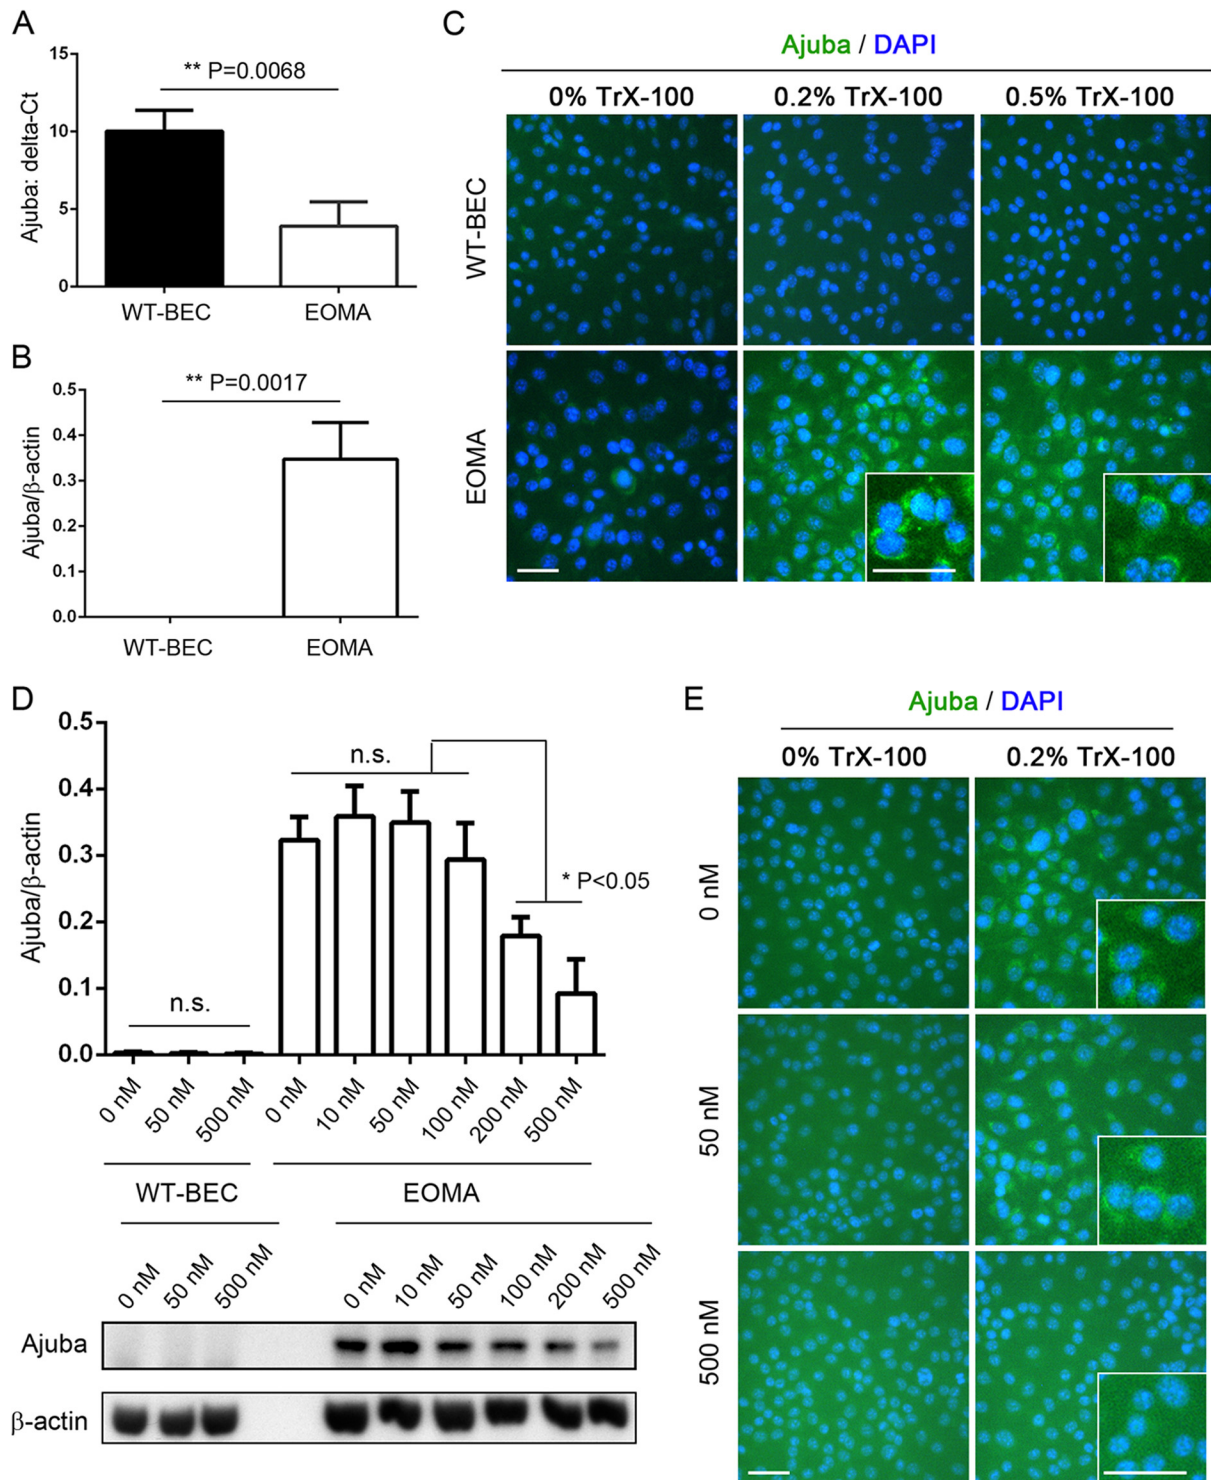 A
15
10
5
0
Ajuba: delta-Ct
** P=0.0068
WT-BEC
EOMA
B
0.5
0.4
0.3
0.2
0.1
0.0
Ajuba/β-actin
** P=0.0017
WT-BEC
EOMA
C
Ajuba / DAPI
0% TrX-100
0.2% TrX-100
0.5% TrX-100
WT-BEC
EOMA
D
0.5
0.4
0.3
0.2
0.1
0.0
Ajuba/β-actin
n.s.
n.s.
* P<0.05
0 nM
50 nM
500 nM
0 nM
10 nM
50 nM
100 nM
200 nM
500 nM
WT-BEC
EOMA
0 nM
50 nM
500 nM
0 nM
10 nM
50 nM
100 nM
200 nM
500 nM
Ajuba
β-actin
E
Ajuba / DAPI
0% TrX-100
0.2% TrX-100
0 nM
50 nM
500 nM